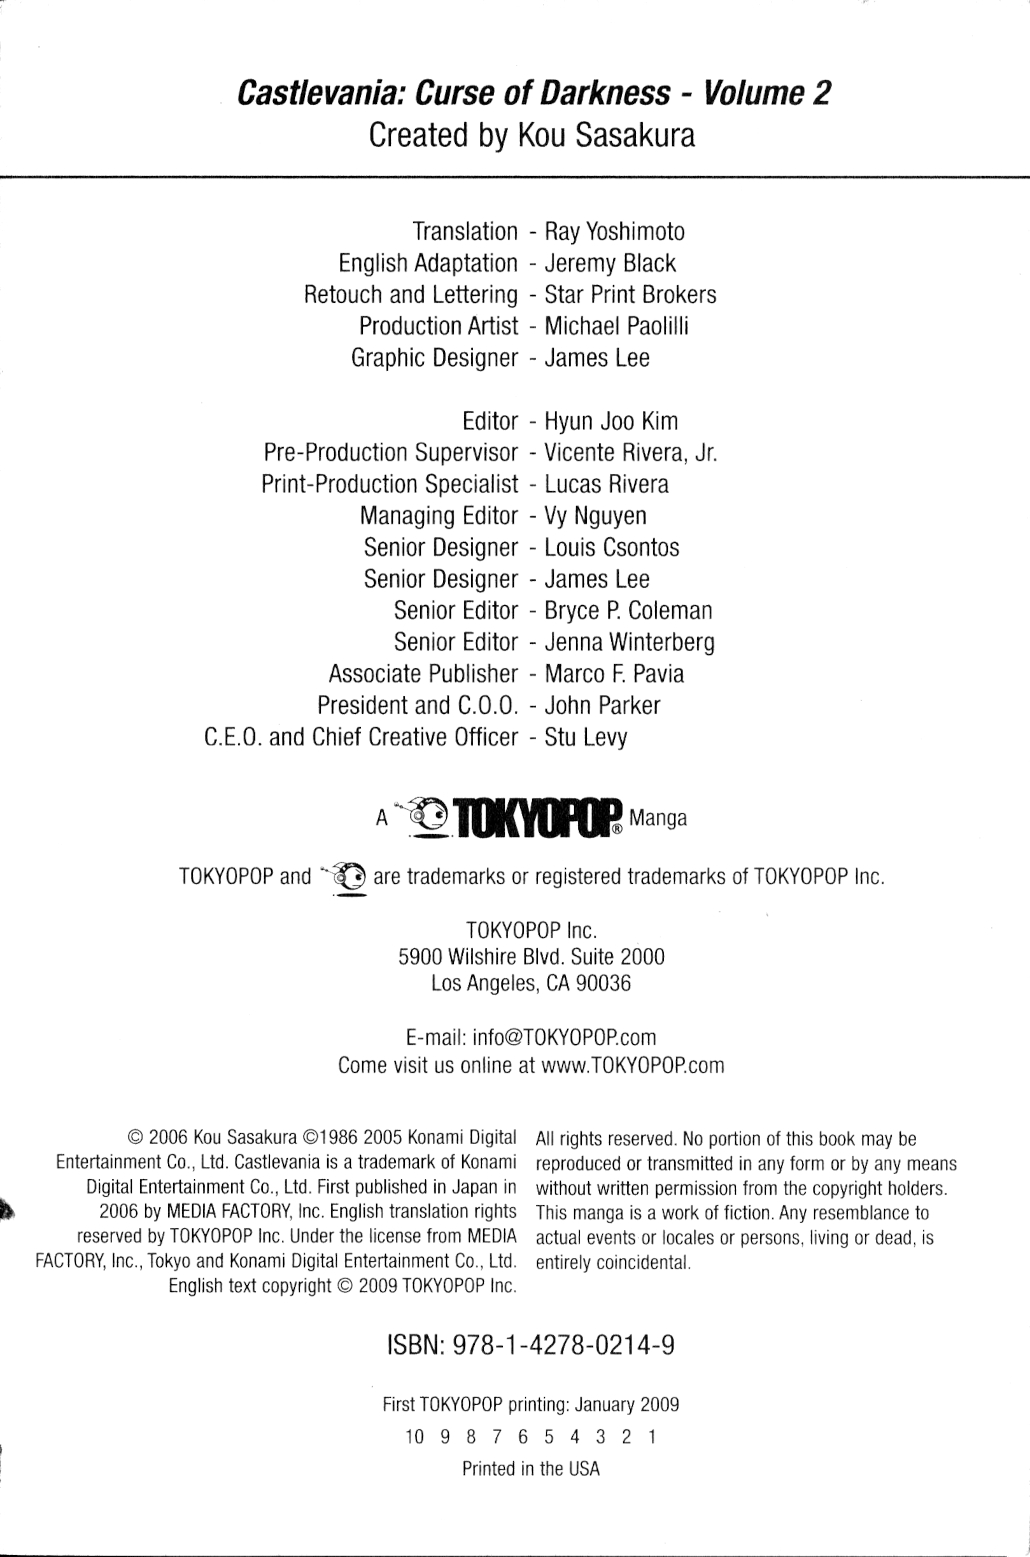 Castlevania: Curse of Darkness - Volume 2
Created by Kou Sasakura
Translation - Ray Yoshimoto
English Adaptation - Jeremy Black
Retouch and Lettering - Star Print Brokers
Production Artist - Michael Paolilli
Graphic Designer - James Lee
Editor - Hyun Joo Kim
Pre-Production Supervisor - Vicente Rivera, Jr.
Print-Production Specialist - Lucas Rivera
Managing Editor - Vy Nguyen
Senior Designer - Louis Csontos
Senior Designer - James Lee
Senior Editor - Bryce P. Coleman
Senior Editor - Jenna Winterberg
Associate Publisher - Marco F. Pavia
President and C.O.O. - John Parker
C.E.O. and Chief Creative Officer - Stu Levy
A TOKYOPOP® Manga
TOKYOPOP and are trademarks or registered trademarks of TOKYOPOP Inc.
TOKYOPOP Inc.
5900 Wilshire Blvd. Suite 2000
Los Angeles, CA 90036
E-mail: info@TOKYOPOP.com
Come visit us online at www.TOKYOPOP.com
© 2006 Kou Sasakura ©1986 2005 Konami Digital
Entertainment Co., Ltd. Castlevania is a trademark of Konami
Digital Entertainment Co., Ltd. First published in Japan in
2006 by MEDIA FACTORY, Inc. English translation rights
reserved by TOKYOPOP Inc. Under the license from MEDIA
FACTORY, Inc., Tokyo and Konami Digital Entertainment Co., Ltd.
English text copyright © 2009 TOKYOPOP Inc.
All rights reserved. No portion of this book may be
reproduced or transmitted in any form or by any means
without written permission from the copyright holders.
This manga is a work of fiction. Any resemblance to
actual events or locales or persons, living or dead, is
entirely coincidental.
ISBN: 978-1-4278-0214-9
First TOKYOPOP printing: January 2009
10 9 8 7 6 5 4 3 2 1
Printed in the USA